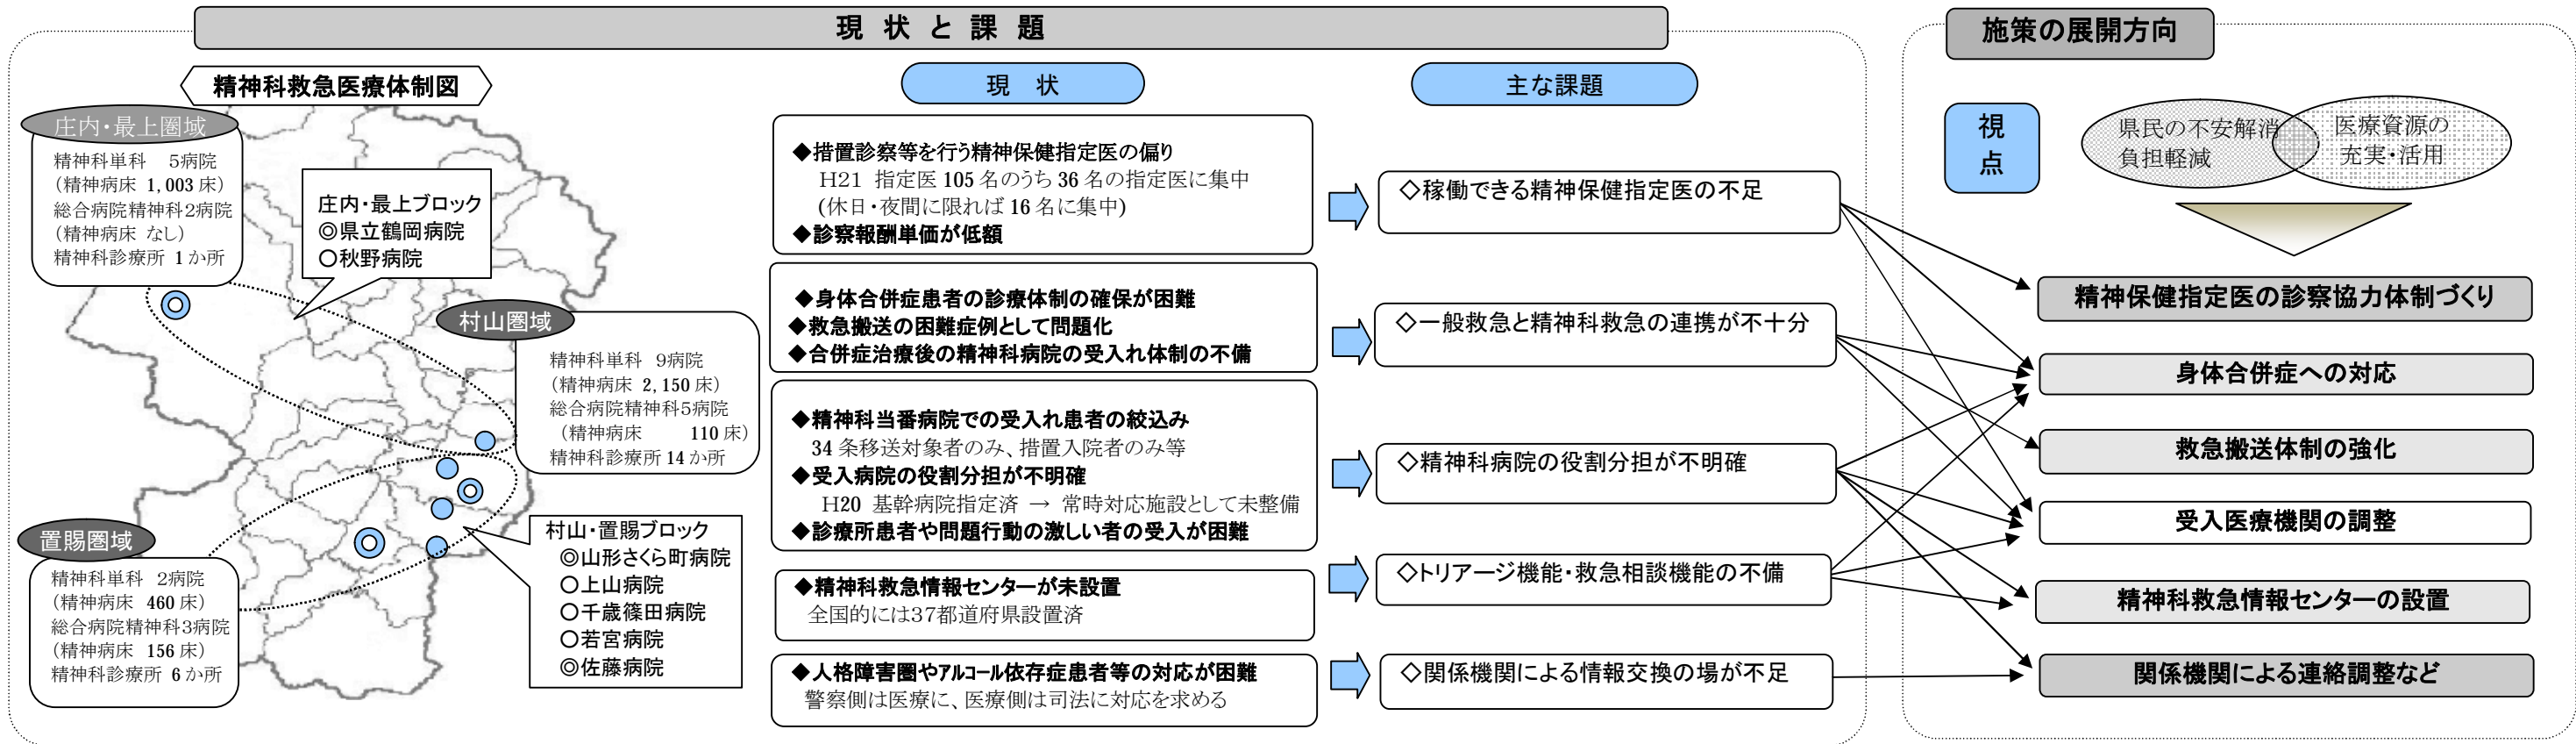 現 状 と 課 題
精神科救急医療体制図
庄内・最上圏域
精神科単科 5病院
(精神病床 1,003 床)
総合病院精神科2病院
(精神病床 なし)
精神科診療所 1か所
庄内・最上ブロック
◎県立鶴岡病院
○秋野病院
村山圏域
精神科単科 9病院
(精神病床 2,150 床)
総合病院精神科5病院
(精神病床 110 床)
精神科診療所 14 か所
置賜圏域
精神科単科 2病院
(精神病床 460 床)
総合病院精神科3病院
(精神病床 156 床)
精神科診療所 6 か所
村山・置賜ブロック
◎山形さくら町病院
○上山病院
○千歳篠田病院
○若宮病院
◎佐藤病院
現 状
◆措置診察等を行う精神保健指定医の偏り
H21 指定医 105 名のうち 36 名の指定医に集中
(休日・夜間に限れば 16 名に集中)
◆診察報酬単価が低額
◆身体合併症患者の診療体制の確保が困難
◆救急搬送の困難症例として問題化
◆合併症治療後の精神科病院の受入れ体制の不備
◆精神科当番病院での受入れ患者の絞込み
34 条移送対象者のみ、措置入院者のみ等
◆受入病院の役割分担が不明確
H20 基幹病院指定済 → 常時対応施設として未整備
◆診療所患者や問題行動の激しい者の受入が困難
◆精神科救急情報センターが未設置
全国的には37都道府県設置済
◆人格障害圏やアルコール依存症患者等の対応が困難
警察側は医療に、医療側は司法に対応を求める
主な課題
◇稼働できる精神保健指定医の不足
◇一般救急と精神科救急の連携が不十分
◇精神科病院の役割分担が不明確
◇トリアージ機能・救急相談機能の不備
◇関係機関による情報交換の場が不足
施策の展開方向
視
点
県民の不安解消
負担軽減
医療資源の
充実・活用
精神保健指定医の診察協力体制づくり
身体合併症への対応
救急搬送体制の強化
受入医療機関の調整
精神科救急情報センターの設置
関係機関による連絡調整など